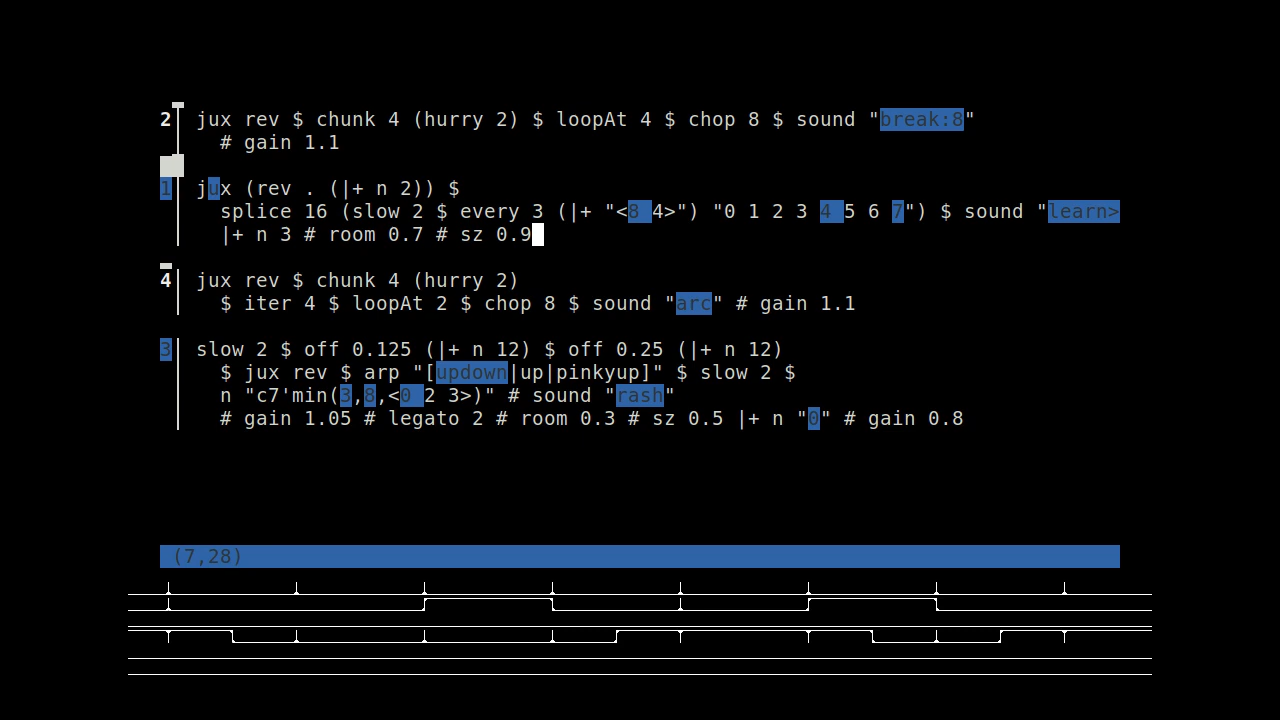 2 jux rev $ chunk 4 (hurry 2) $ loopAt 4 $ chop 8 $ sound "break:8"
# gain 1.1
1 jux (rev . (|+ n 2)) $
splice 16 (slow 2 $ every 3 (|+ "<8 4>") "0 1 2 3 4 5 6 7") $ sound "learn>
|+ n 3 # room 0.7 # sz 0.9
4 jux rev $ chunk 4 (hurry 2)
$ iter 4 $ loopAt 2 $ chop 8 $ sound "arc" # gain 1.1
3 slow 2 $ off 0.125 (|+ n 12) $ off 0.25 (|+ n 12)
$ jux rev $ arp "[updown|up|pinkyup]" $ slow 2 $
n "c7'min(3,8,<0 2 3>)" # sound "rash"
# gain 1.05 # legato 2 # room 0.3 # sz 0.5 |+ n "0" # gain 0.8
(7,28)